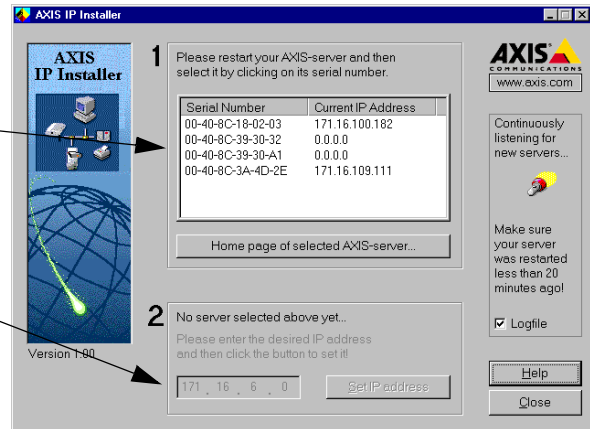 AXIS IP Installer
AXIS
IP Installer
Version 1.00
1
Please restart your AXIS-server and then
select it by clicking on its serial number.
Serial Number Current IP Address
00-40-8C-18-02-03 171.16.100.182
00-40-8C-39-30-32 0.0.0.0
00-40-8C-39-30-A1 0.0.0.0
00-40-8C-3A-4D-2E 171.16.109.111
Home page of selected AXIS-server...
2
No server selected above yet...
Please enter the desired IP address
and then click the button to set it!
171 . 16 . 6 . 0
Set IP address
AXIS
COMMUNICATIONS
www.axis.com
Continuously
listening for
new servers...
Make sure
your server
was restarted
less than 20
minutes ago!
Logfile
Help
Close